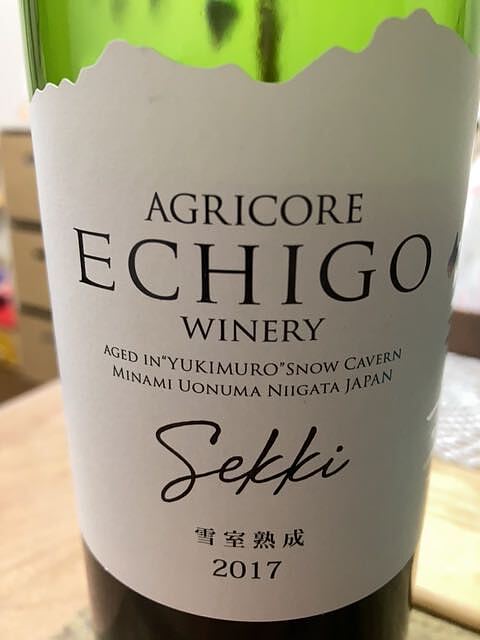 AGRICORE
ECHIGO
WINERY
AGED IN "YUKIMURO" SNOW CAVERN
MINAMI UONUMA NIIGATA JAPAN
Sekki
雪室熟成
2017